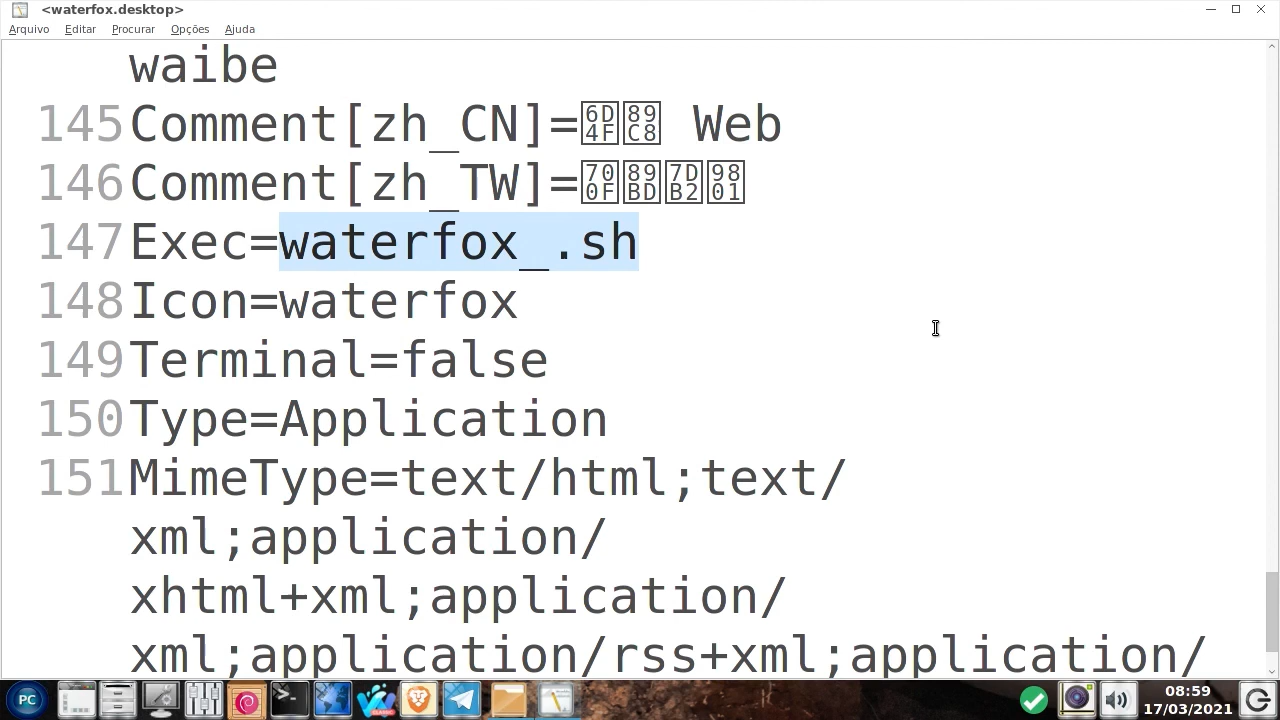 <waterfox.desktop>
Arquivo Editar Procurar Opções Ajuda
waibe
145 Comment[zh_CN]= Web
146 Comment[zh_TW]=
147 Exec=waterfox_.sh
148 Icon=waterfox
149 Terminal=false
150 Type=Application
151 MimeType=text/html;text/
xml;application/
xhtml+xml;application/
xml;application/rss+xml;application/
PC
CLASSIC
08:59
17/03/2021